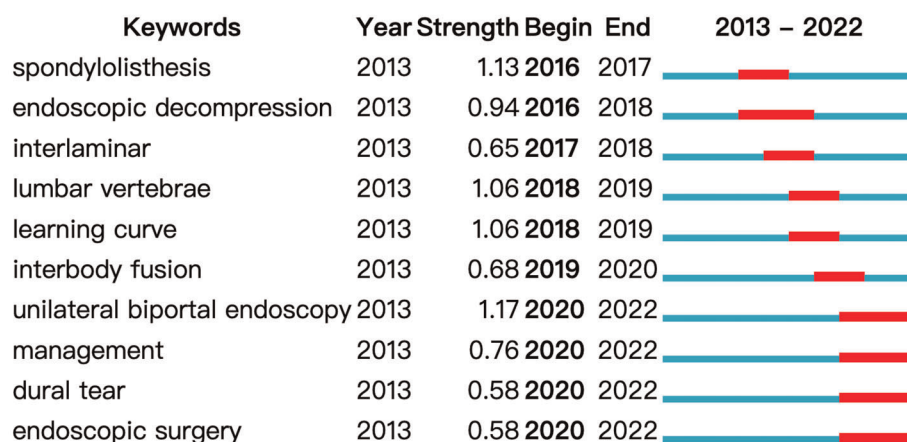 Keywords Year Strength Begin End 2013 – 2022
spondylolisthesis 2013 1.13 2016 2017
endoscopic decompression 2013 0.94 2016 2018
interlaminar 2013 0.65 2017 2018
lumbar vertebrae 2013 1.06 2018 2019
learning curve 2013 1.06 2018 2019
interbody fusion 2013 0.68 2019 2020
unilateral biportal endoscopy 2013 1.17 2020 2022
management 2013 0.76 2020 2022
dural tear 2013 0.58 2020 2022
endoscopic surgery 2013 0.58 2020 2022